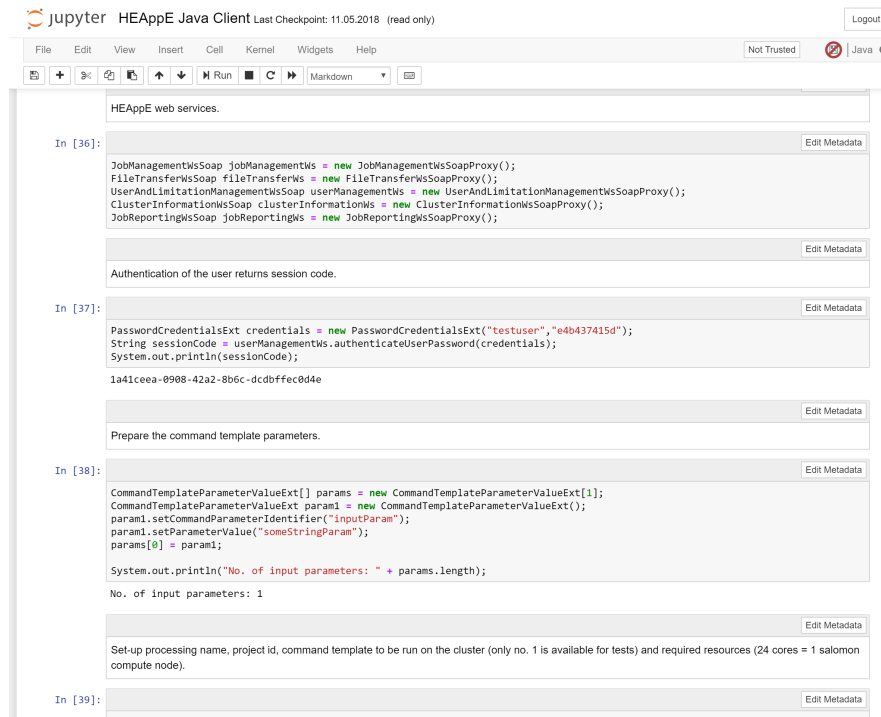 jupyter HEAppE Java Client Last Checkpoint: 11.05.2018 (read only)
Logout
File Edit View Insert Cell Kernel Widgets Help
Not Trusted
Java
Run
Markdown
HEAppE web services.
In [36]:
Edit Metadata
JobManagementWsSoap jobManagementWs = new JobManagementWsSoapProxy();
FileTransferWsSoap fileTransferWs = new FileTransferWsSoapProxy();
UserAndLimitationManagementWsSoap userManagementWs = new UserAndLimitationManagementWsSoapProxy();
ClusterInformationWsSoap clusterInformationWs = new ClusterInformationWsSoapProxy();
JobReportingWsSoap jobReportingWs = new JobReportingWsSoapProxy();
Edit Metadata
Authentication of the user returns session code.
In [37]:
Edit Metadata
PasswordCredentialsExt credentials = new PasswordCredentialsExt("testuser","e4b437415d");
String sessionCode = userManagementWs.authenticateUserPassword(credentials);
System.out.println(sessionCode);
1a41ceea-0908-42a2-8b6c-dcdbffec0d4e
Edit Metadata
Prepare the command template parameters.
In [38]:
Edit Metadata
CommandTemplateParameterValueExt[] params = new CommandTemplateParameterValueExt[1];
CommandTemplateParameterValueExt param1 = new CommandTemplateParameterValueExt();
param1.setCommandParameterIdentifier("inputParam");
param1.setParameterValue("someStringParam");
params[0] = param1;
System.out.println("No. of input parameters: " + params.length);
No. of input parameters: 1
Edit Metadata
Set-up processing name, project id, command template to be run on the cluster (only no. 1 is available for tests) and required resources (24 cores = 1 salomon
compute node).
In [39]:
Edit Metadata